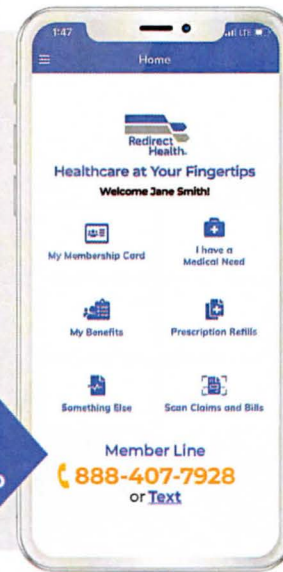 1:47
LTE
Home
Redirect
Health.
Healthcare at Your Fingertips
Welcome Jane Smith!
My Membership Card
I have a
Medical Need
My Benefits
Prescription Refills
Something Else
Scan Claims and Bills
Member Line
888-407-7928
or Text